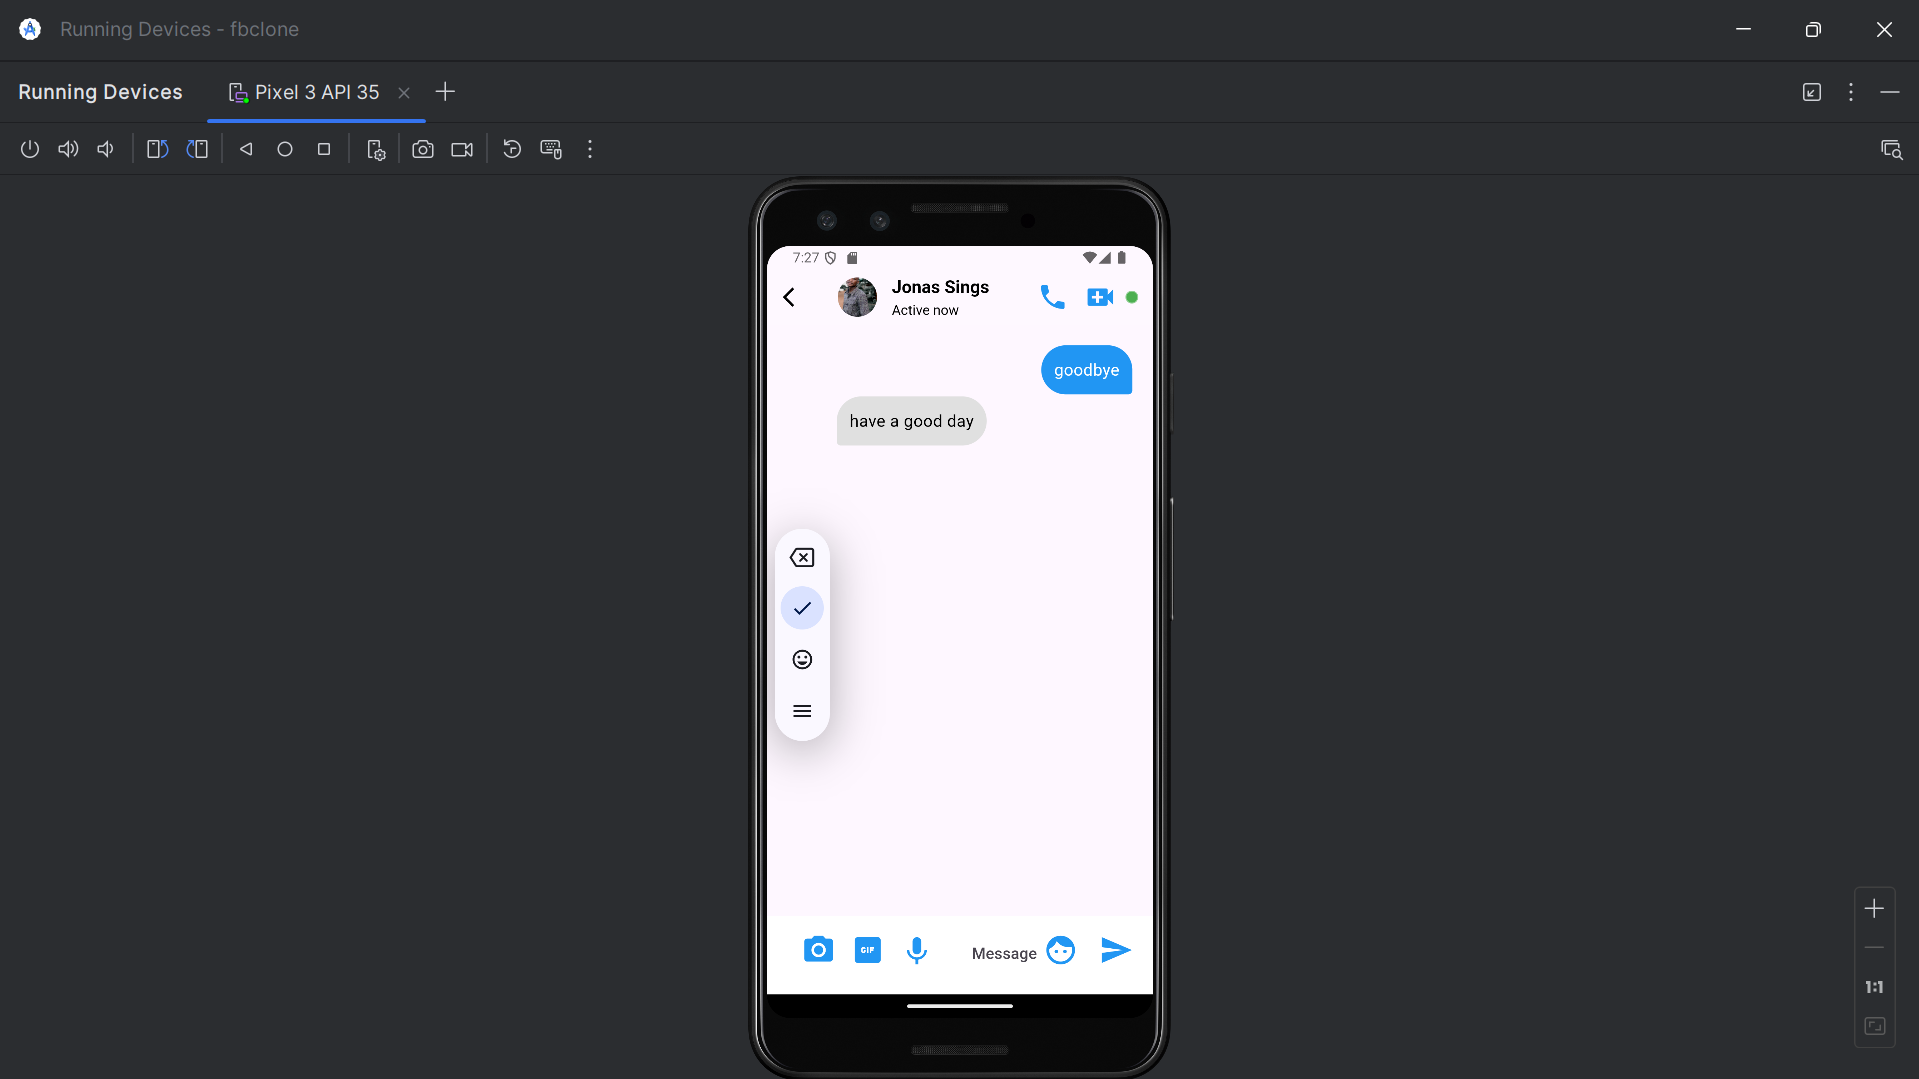 Running Devices - fbclone
Running Devices
Pixel 3 API 35
7:27
Jonas Sings
Active now
goodbye
have a good day
GIF
Message
1:1